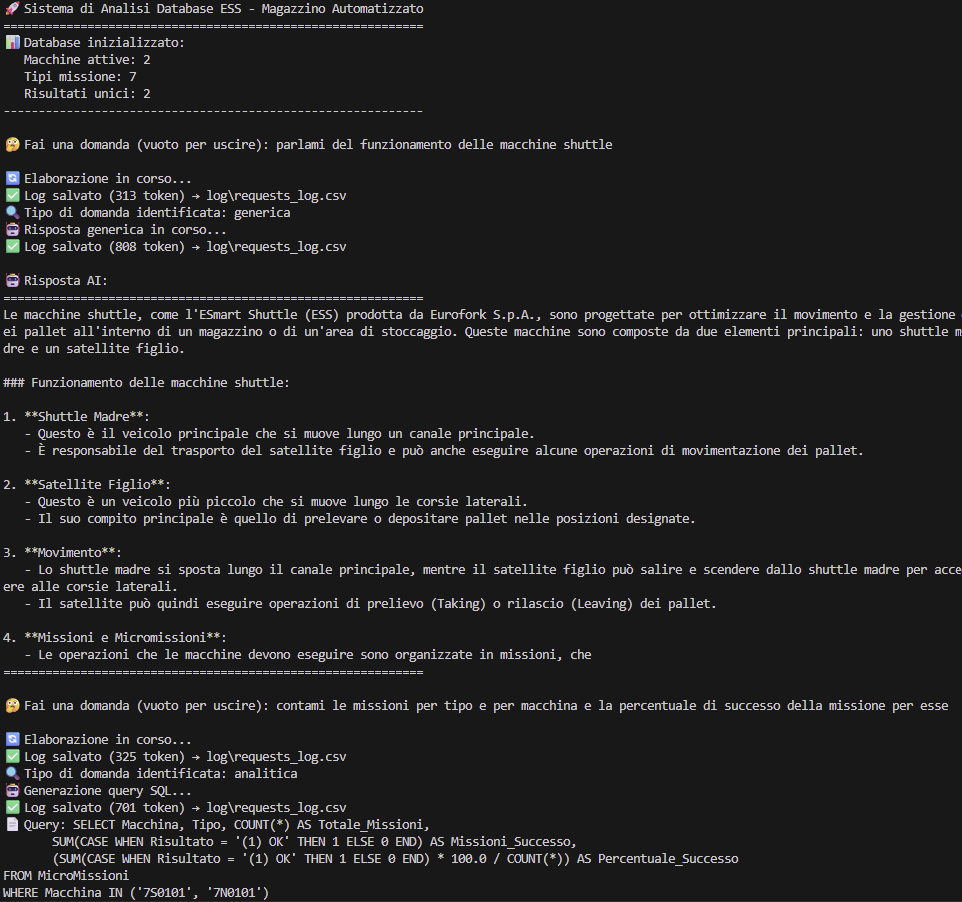 🚀 Sistema di Analisi Database ESS - Magazzino Automatizzato
============================================================
📊 Database inizializzato:
   Macchine attive: 2
   Tipi missione: 7
   Risultati unici: 2
------------------------------------------------------------
🤔 Fai una domanda (vuoto per uscire): parlami del funzionamento delle macchine shuttle
🔄 Elaborazione in corso...
✅ Log salvato (313 token) → log\requests_log.csv
🔍 Tipo di domanda identificata: generica
🤖 Risposta generica in corso...
✅ Log salvato (808 token) → log\requests_log.csv
🤖 Risposta AI:
============================================================
Le macchine shuttle, come l'ESmart Shuttle (ESS) prodotta da Eurofork S.p.A., sono progettate per ottimizzare il movimento e la gestione
ei pallet all'interno di un magazzino o di un'area di stoccaggio. Queste macchine sono composte da due elementi principali: uno shuttle m
dre e un satellite figlio.
### Funzionamento delle macchine shuttle:
1. **Shuttle Madre**:
   - Questo è il veicolo principale che si muove lungo un canale principale.
   - È responsabile del trasporto del satellite figlio e può anche eseguire alcune operazioni di movimentazione dei pallet.
2. **Satellite Figlio**:
   - Questo è un veicolo più piccolo che si muove lungo le corsie laterali.
   - Il suo compito principale è quello di prelevare o depositare pallet nelle posizioni designate.
3. **Movimento**:
   - Lo shuttle madre si sposta lungo il canale principale, mentre il satellite figlio può salire e scendere dallo shuttle madre per acce
ere alle corsie laterali.
   - Il satellite può quindi eseguire operazioni di prelievo (Taking) o rilascio (Leaving) dei pallet.
4. **Missioni e Micromissioni**:
   - Le operazioni che le macchine devono eseguire sono organizzate in missioni, che
============================================================
🤔 Fai una domanda (vuoto per uscire): contami le missioni per tipo e per macchina e la percentuale di successo della missione per esse
🔄 Elaborazione in corso...
✅ Log salvato (325 token) → log\requests_log.csv
🔍 Tipo di domanda identificata: analitica
🤖 Generazione query SQL...
✅ Log salvato (701 token) → log\requests_log.csv
📄 Query: SELECT Macchina, Tipo, COUNT(*) AS Totale_Missioni,
       SUM(CASE WHEN Risultato = '(1) OK' THEN 1 ELSE 0 END) AS Missioni_Successo,
       (SUM(CASE WHEN Risultato = '(1) OK' THEN 1 ELSE 0 END) * 100.0 / COUNT(*)) AS Percentuale_Successo
FROM MicroMissioni
WHERE Macchina IN ('7S0101', '7N0101')